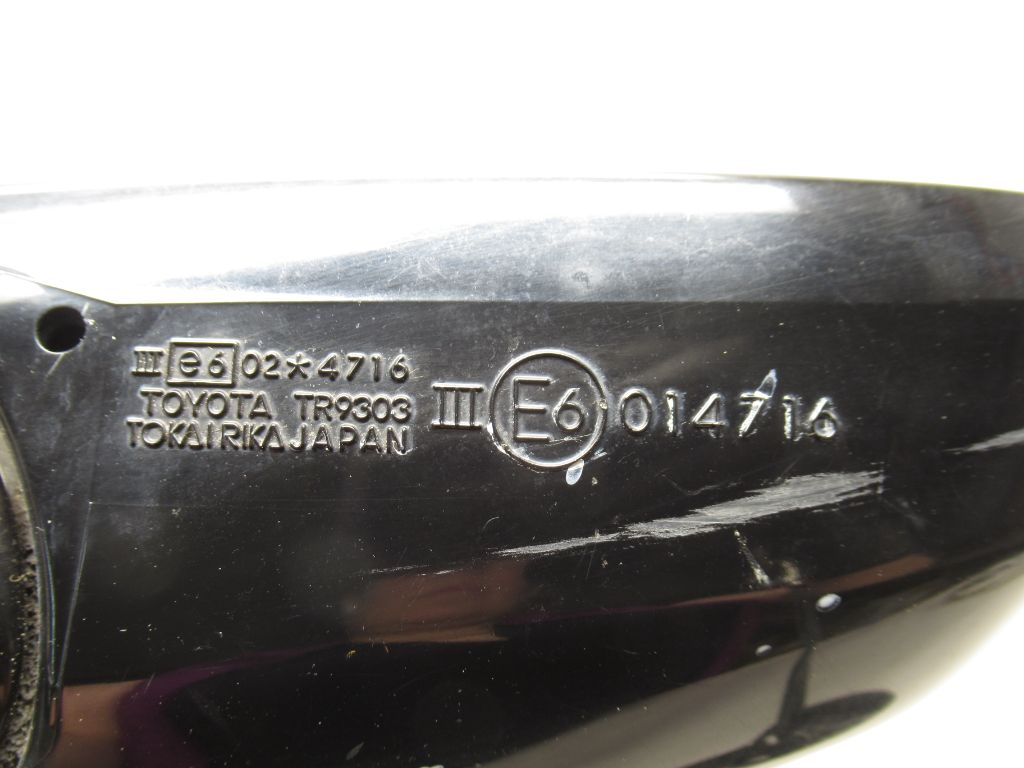 III e6 02*4716
TOYOTA TR9303
TOKAI RIKA JAPAN
III E6 014716